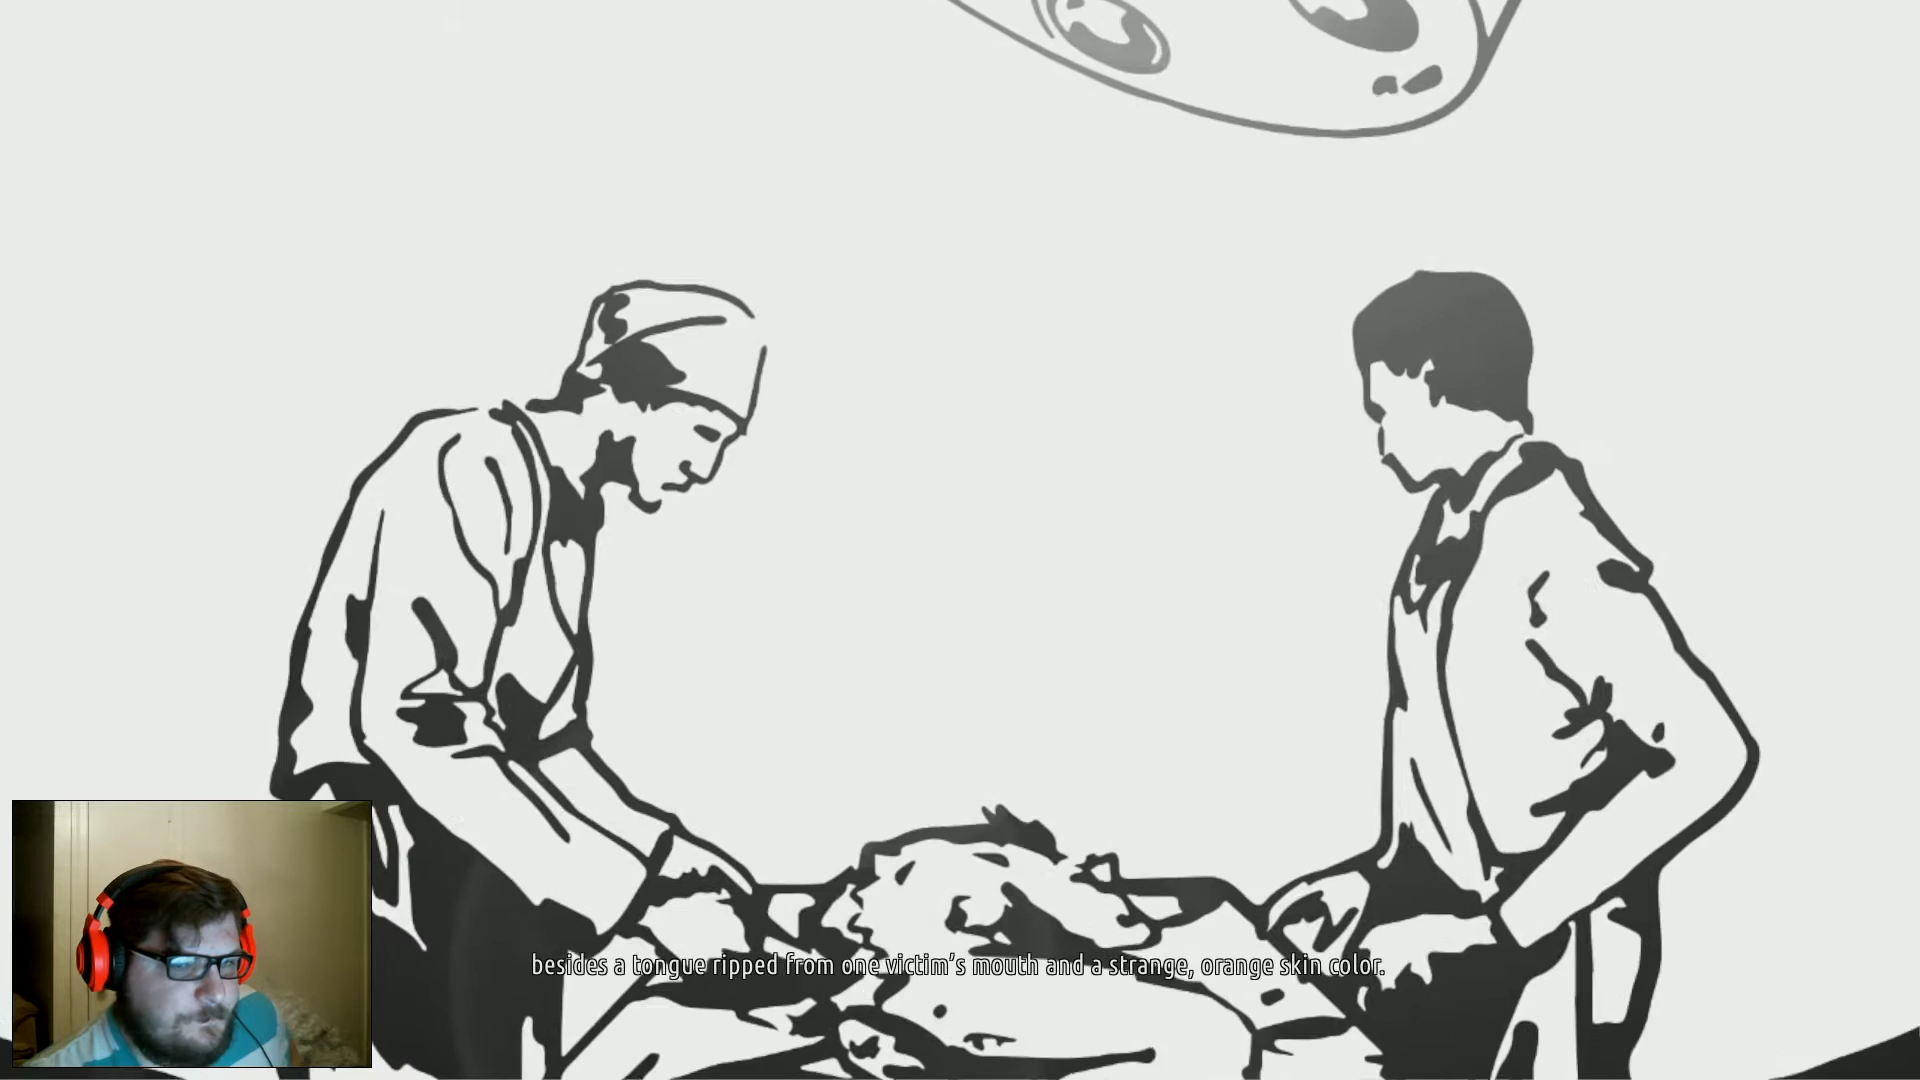 besides a tongue ripped from one victim's mouth and a strange, orange skin color.